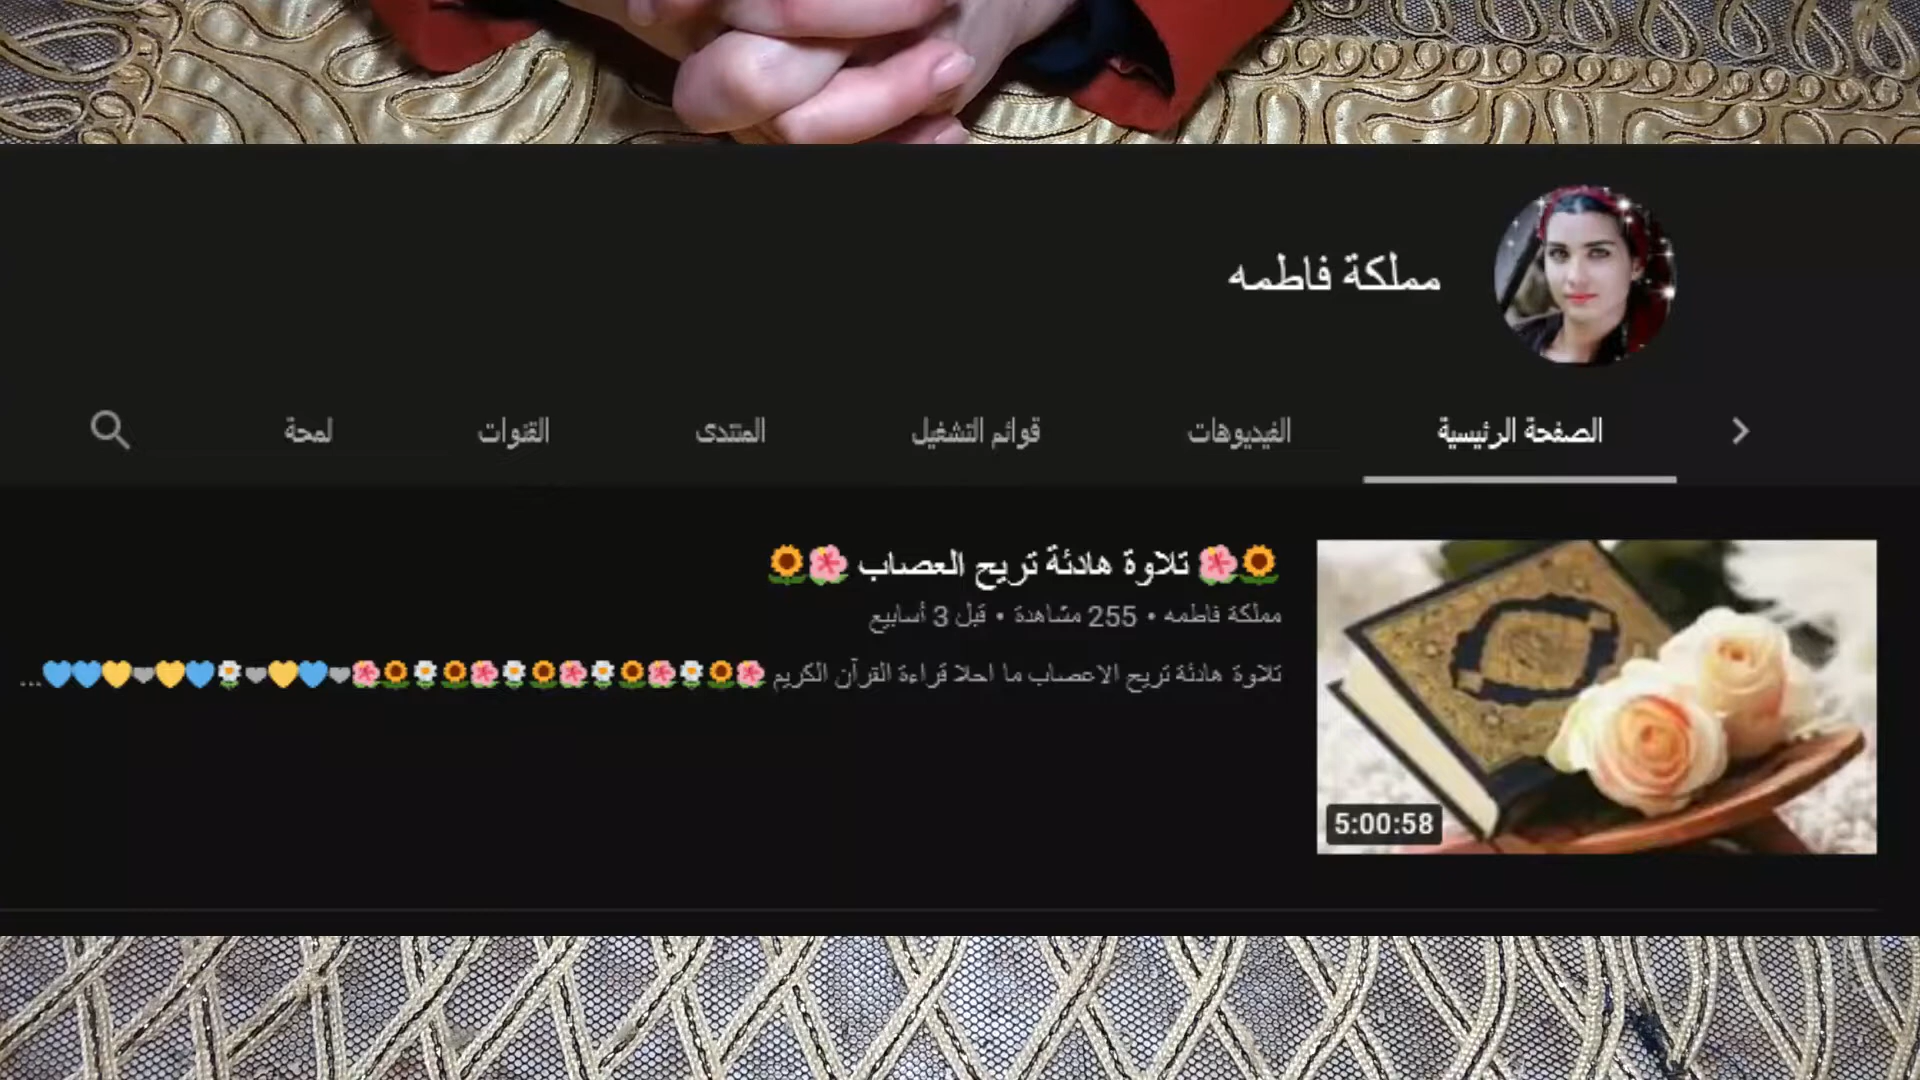 مملكة فاطمه
الصفحة الرئيسية الفيديوهات قوائم التشغيل المنتدى القنوات لمحة
🌻🌺 تلاوة هادئة تريح العصاب 🌺🌻
مملكة فاطمه • 255 مشاهدة • قبل 3 أسابيع
تلاوة هادئة تريح الاعصاب ما احلا قراءة القرآن الكريم 🌺🌻🌼🌺🌻🌼🌺🌻🌼🌺🌻🌼🌻🌺🤍💙💛🤍🌼💙💛🤍💛💙💙...
5:00:58